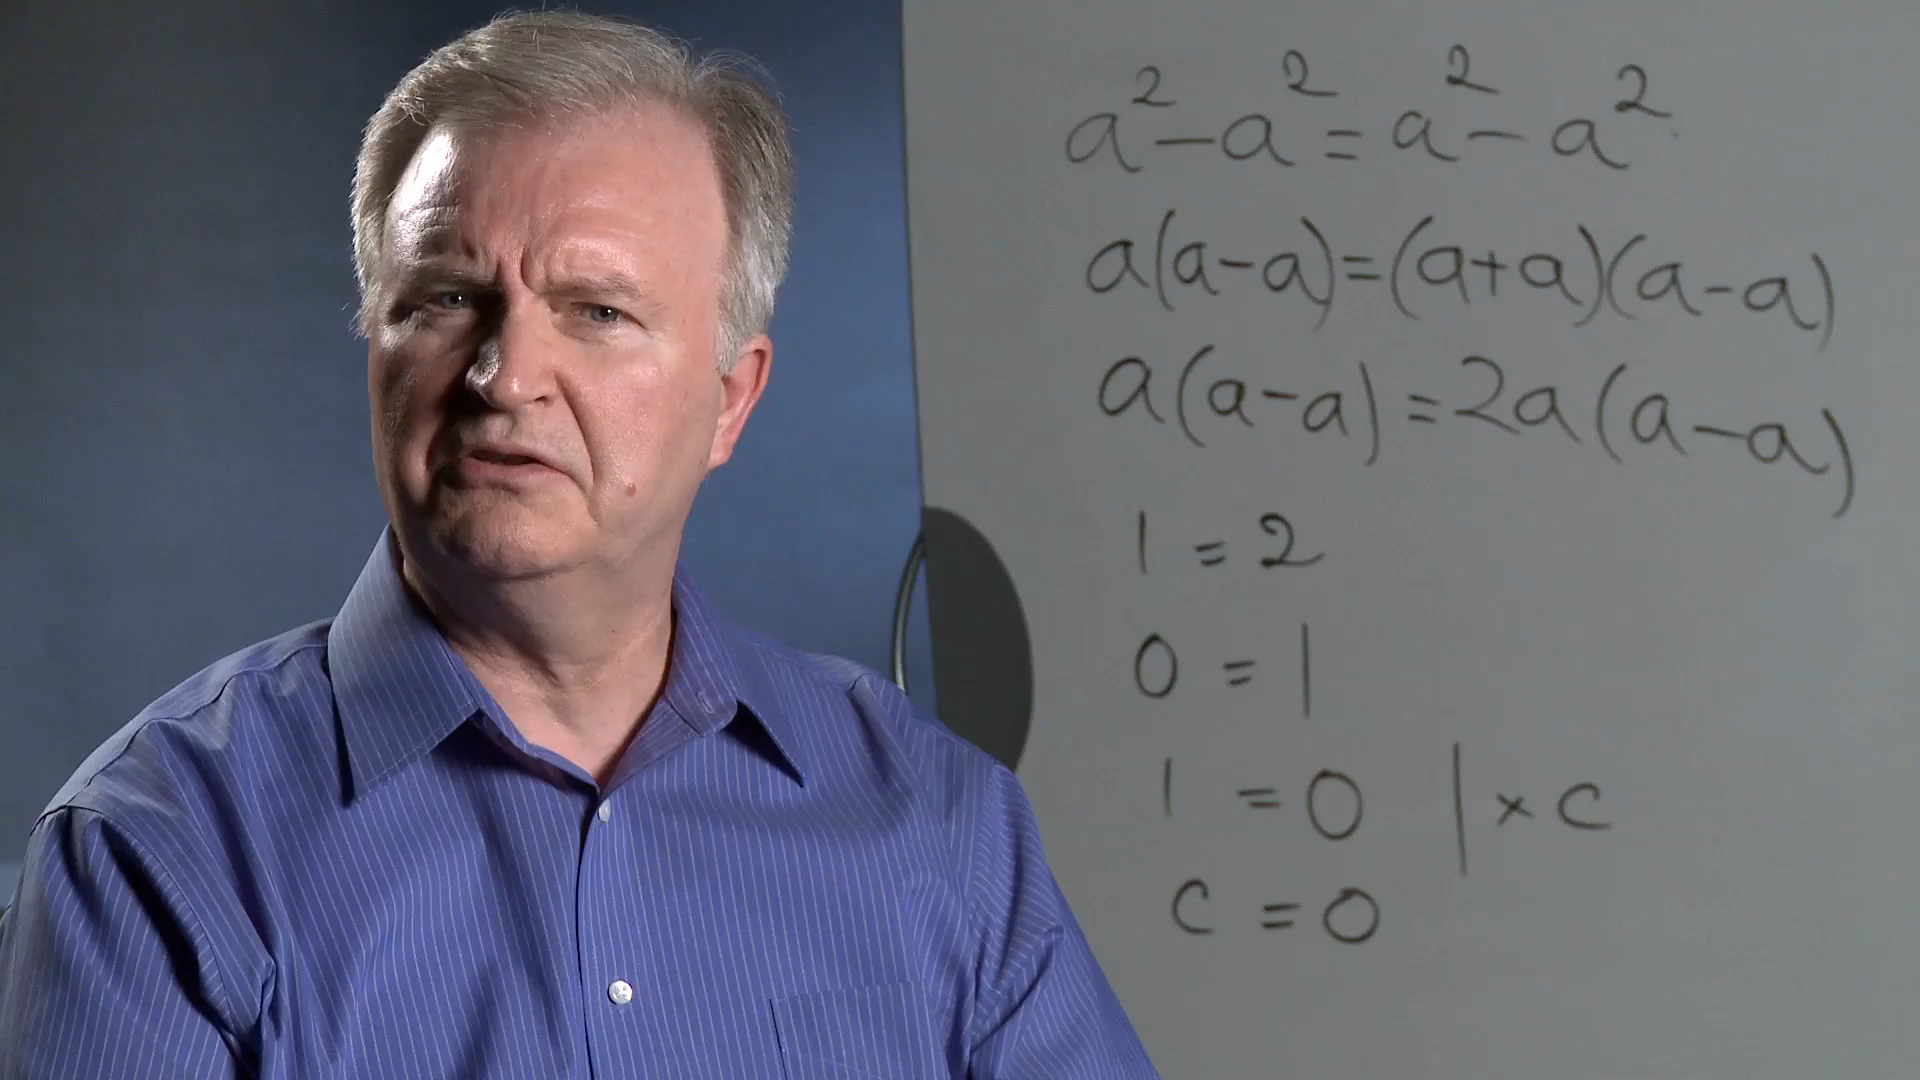 a²-a²=a²-a²
a(a-a)=(a+a)(a-a)
a(a-a)=2a(a-a)
1=2
0=1
1=0 |×c
c=0